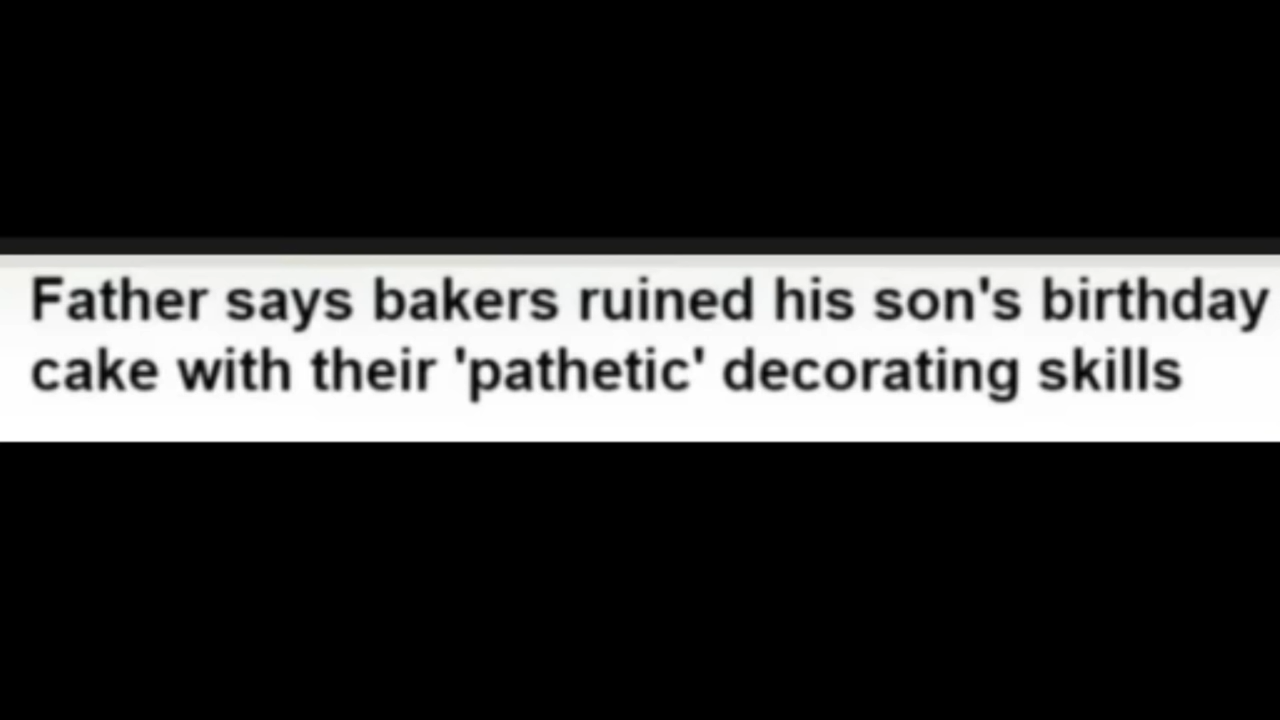 Father says bakers ruined his son's birthday
cake with their 'pathetic' decorating skills